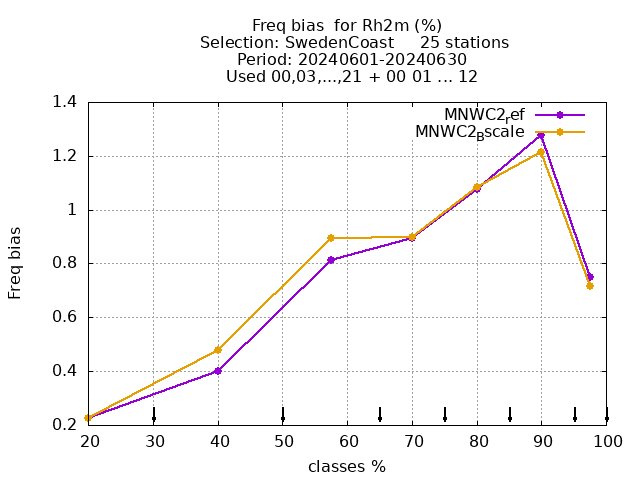 Freq bias  for Rh2m (%)
Selection: SwedenCoast     25 stations
Period: 20240601-20240630
Used 00,03,...,21 + 00 01 ... 12
MNWC2ref
MNWC2Bscale
1.4
1.2
1
0.8
0.6
0.4
0.2
Freq bias
20 30 40 50 60 70 80 90 100
classes %